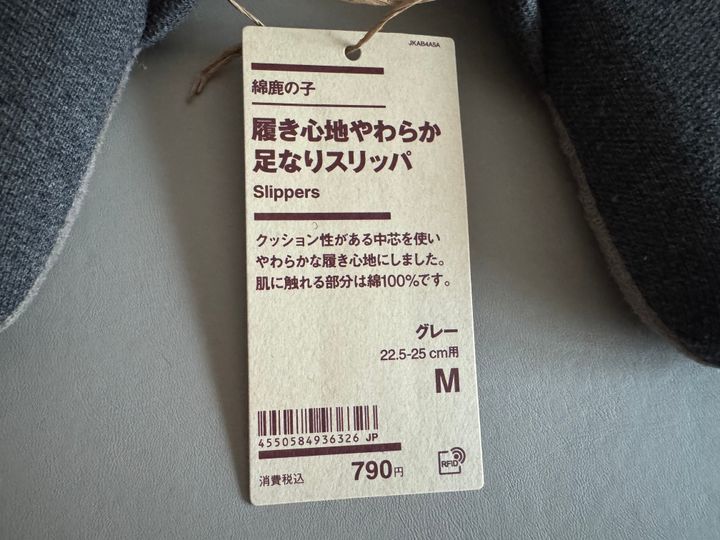 JKAB4A5A
綿鹿の子
履き心地やわらか
足なりスリッパ
Slippers
クッション性がある中芯を使い
やわらかな履き心地にしました。
肌に触れる部分は綿100%です。
グレー
22.5-25 cm用
M
4550584936326 JP
消費税込 790円
RFID